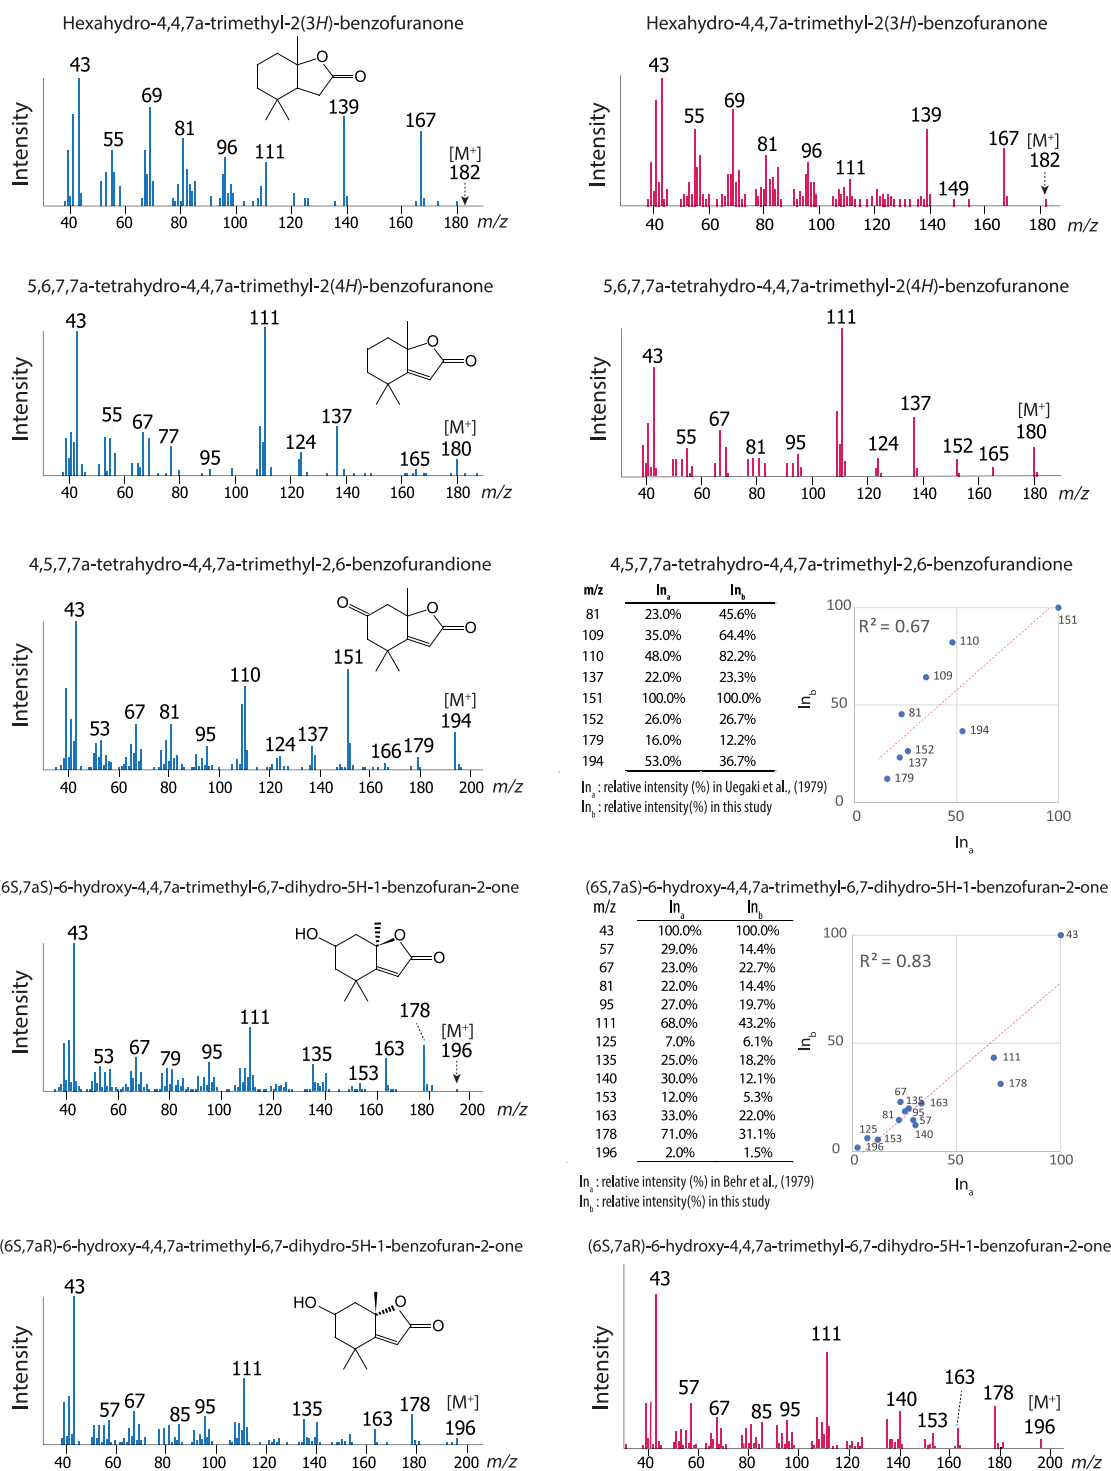 Hexahydro-4,4,7a-trimethyl-2(3H)-benzofuranone
Intensity
43
55
69
81
96
111
139
167
[M⁺]
182
O
O
40 60 80 100 120 140 160 180 m/z
Hexahydro-4,4,7a-trimethyl-2(3H)-benzofuranone
Intensity
43
55
69
81
96
111
139
149
167
[M⁺]
182
40 60 80 100 120 140 160 180 m/z
5,6,7,7a-tetrahydro-4,4,7a-trimethyl-2(4H)-benzofuranone
Intensity
43
55
67
77
95
111
124
137
165
[M⁺]
180
O
O
40 60 80 100 120 140 160 180 m/z
5,6,7,7a-tetrahydro-4,4,7a-trimethyl-2(4H)-benzofuranone
Intensity
43
55
67
81
95
111
124
137
152
165
[M⁺]
180
40 60 80 100 120 140 160 180 m/z
4,5,7,7a-tetrahydro-4,4,7a-trimethyl-2,6-benzofurandione
Intensity
43
53
67
81
95
110
124
137
151
166
179
[M⁺]
194
O
O
O
40 60 80 100 120 140 160 180 200 m/z
4,5,7,7a-tetrahydro-4,4,7a-trimethyl-2,6-benzofurandione
m/z Inₐ In_b
81 23.0% 45.6%
109 35.0% 64.4%
110 48.0% 82.2%
137 22.0% 23.3%
151 100.0% 100.0%
152 26.0% 26.7%
179 16.0% 12.2%
194 53.0% 36.7%
Inₐ : relative intensity (%) in Uegaki et al., (1979)
In_b : relative intensity (%) in this study
100
50
0
In_b
R² = 0.67
151
110
109
81
194
152
137
179
0 50 100
Inₐ
(6S,7aS)-6-hydroxy-4,4,7a-trimethyl-6,7-dihydro-5H-1-benzofuran-2-one
Intensity
43
53
67
79
95
111
135
153
163
178
[M⁺]
196
HO
O
O
40 60 80 100 120 140 160 180 200 m/z
(6S,7aS)-6-hydroxy-4,4,7a-trimethyl-6,7-dihydro-5H-1-benzofuran-2-one
m/z Inₐ In_b
43 100.0% 100.0%
57 29.0% 14.4%
67 23.0% 22.7%
81 22.0% 14.4%
95 27.0% 19.7%
111 68.0% 43.2%
125 7.0% 6.1%
135 25.0% 18.2%
140 30.0% 12.1%
153 12.0% 5.3%
163 33.0% 22.0%
178 71.0% 31.1%
196 2.0% 1.5%
Inₐ : relative intensity (%) in Behr et al., (1979)
In_b : relative intensity(%) in this study
100
50
0
In_b
R² = 0.83
43
111
178
67
135
163
81
95
57
140
125
153
196
0 50 100
Inₐ
(6S,7aR)-6-hydroxy-4,4,7a-trimethyl-6,7-dihydro-5H-1-benzofuran-2-one
Intensity
43
57
67
85
95
111
135
163
178
[M⁺]
196
HO
O
O
40 60 80 100 120 140 160 180 200 m/z
(6S,7aR)-6-hydroxy-4,4,7a-trimethyl-6,7-dihydro-5H-1-benzofuran-2-one
Intensity
43
57
67
85
95
111
140
153
163
178
[M⁺]
196
40 60 80 100 120 140 160 180 200 m/z